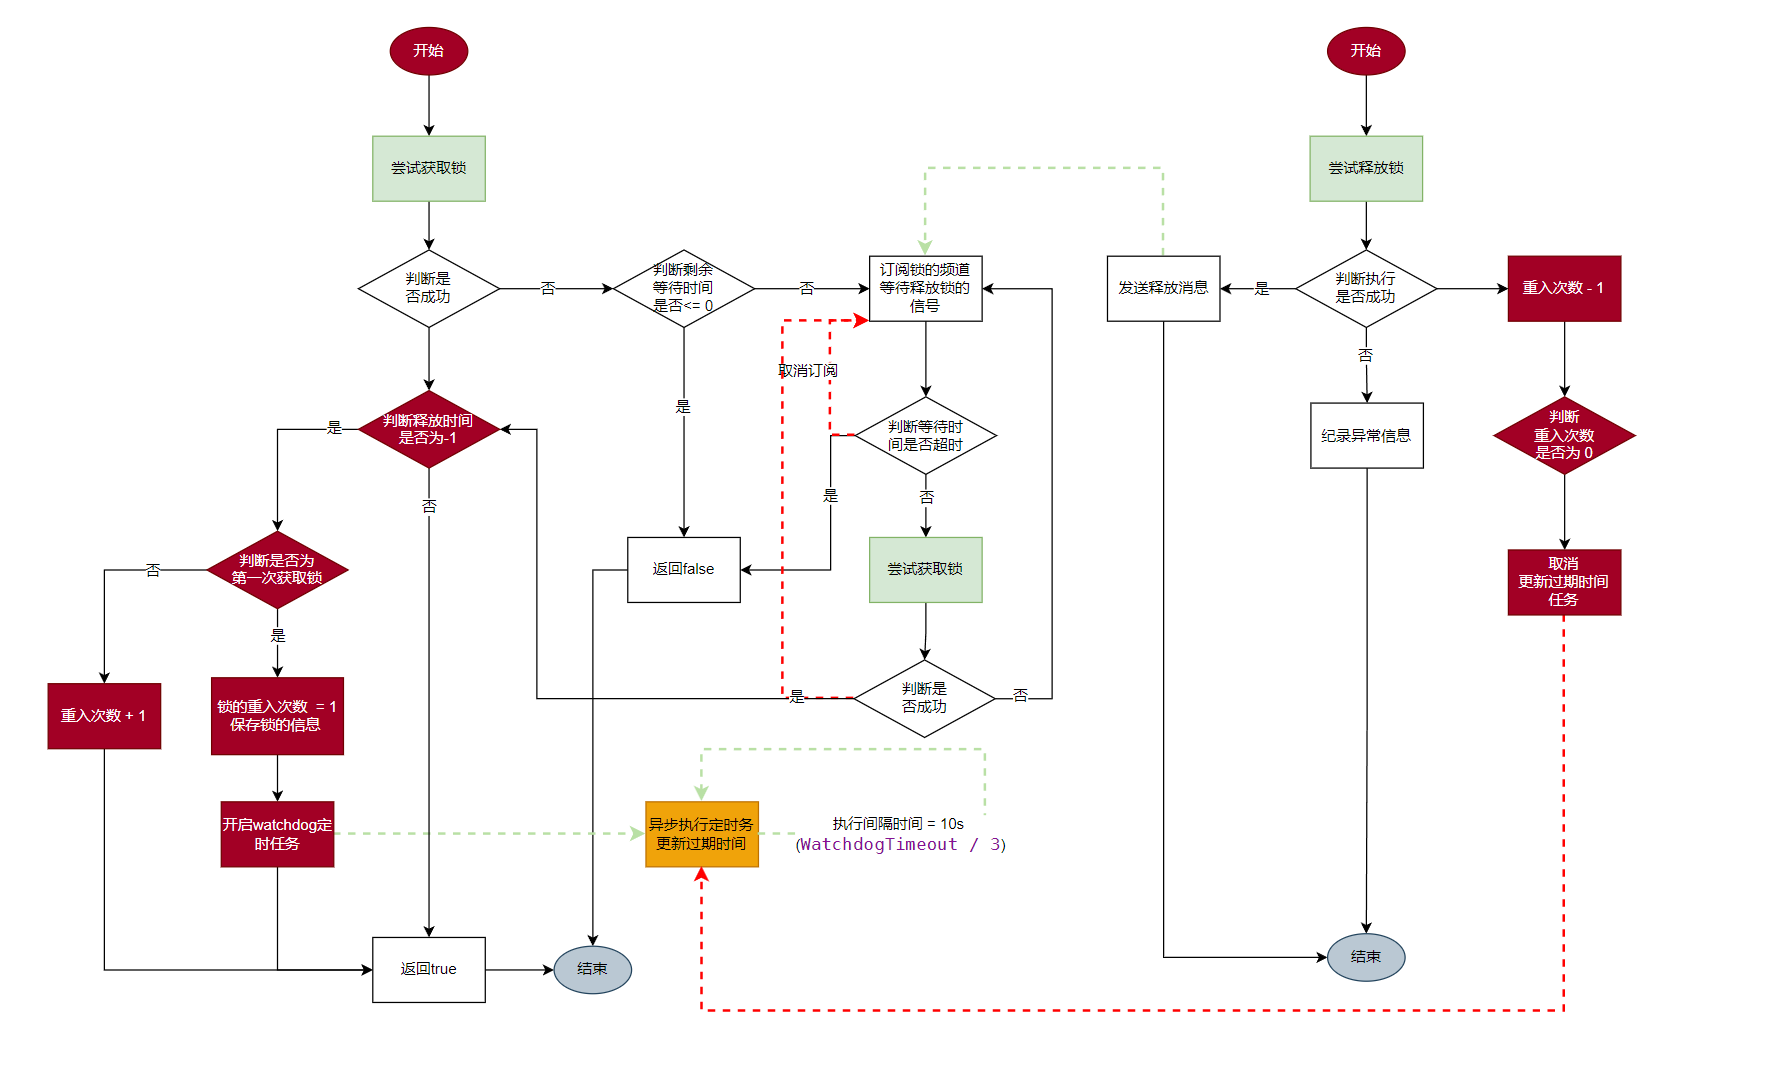 开始
开始
尝试获取锁
尝试释放锁
判断是
否成功
否
判断剩余
等待时间
是否<= 0
否
订阅锁的频道
等待释放锁的
信号
发送释放消息
是
判断执行
是否成功
重入次数 - 1
否
取消订阅
是
判断释放时间
是否为-1
是
判断等待时
间是否超时
纪录异常信息
判断
重入次数
是否为 0
否
是
否
判断是否为
第一次获取锁
否
返回false
尝试获取锁
取消
更新过期时间
任务
是
重入次数 + 1
锁的重入次数 = 1
保存锁的信息
是
判断是
否成功
否
开启watchdog定
时任务
异步执行定时务
更新过期时间
执行间隔时间 = 10s
(WatchdogTimeout / 3)
返回true
结束
结束